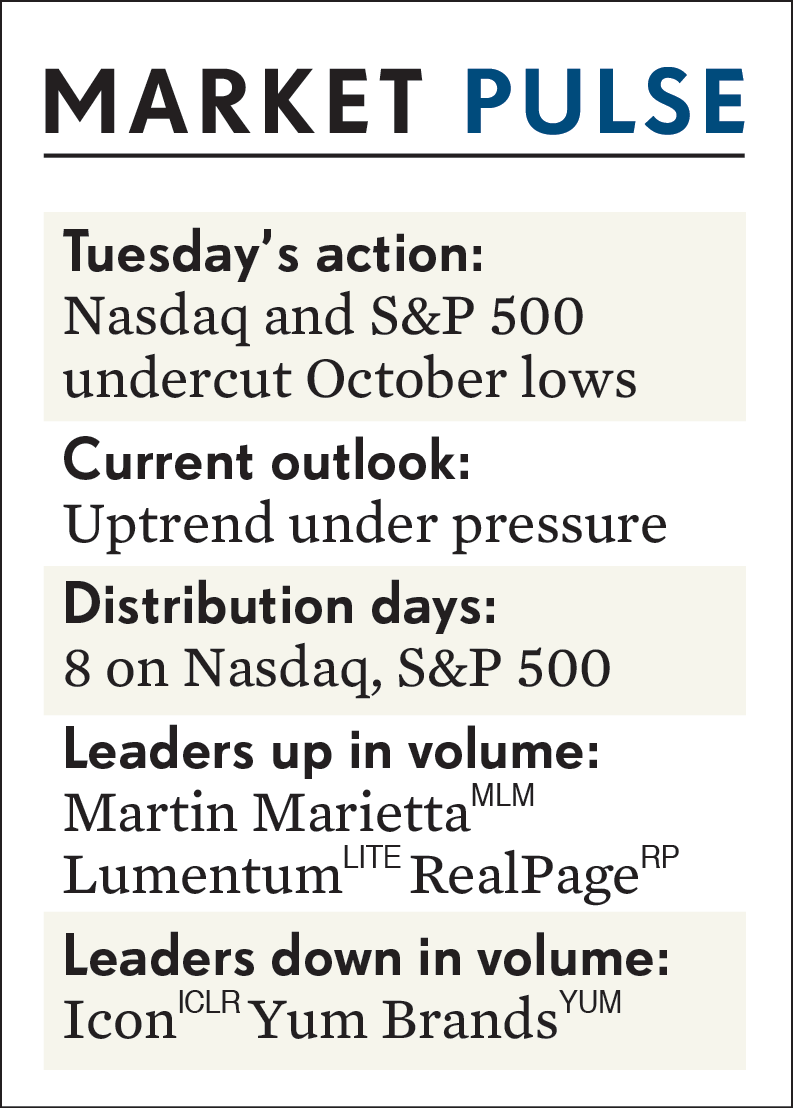 MARKET PULSE
Tuesday’s action:
Nasdaq and S&P 500
undercut October lows
Current outlook:
Uptrend under pressure
Distribution days:
8 on Nasdaq, S&P 500
Leaders up in volume:
Martin Marietta MLM
Lumentum LITE RealPage RP
Leaders down in volume:
Icon ICLR Yum Brands YUM